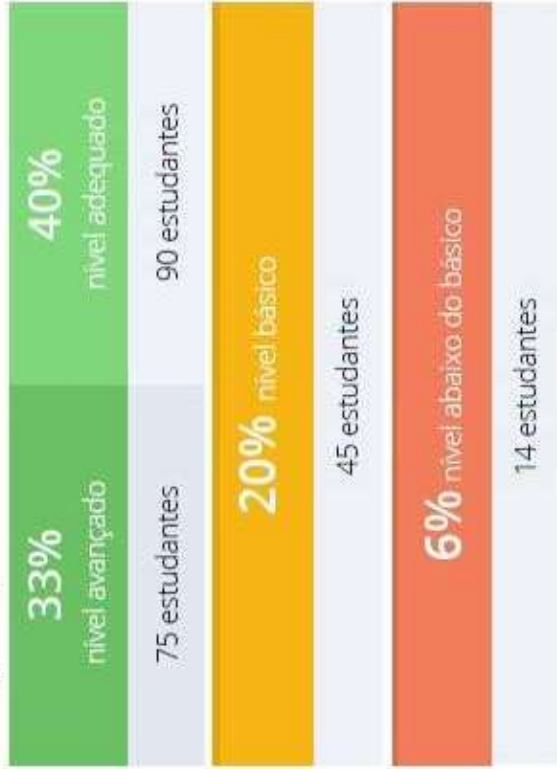 33%
nível avançado
75 estudantes
40%
nível adequado
90 estudantes
20% nível básico
45 estudantes
6% nível abaixo do básico
14 estudantes